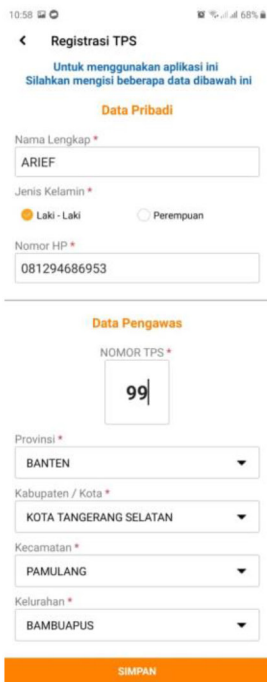 10:58
68%
Registrasi TPS
Untuk menggunakan aplikasi ini
Silahkan mengisi beberapa data dibawah ini
Data Pribadi
Nama Lengkap *
ARIEF
Jenis Kelamin *
Laki - Laki Perempuan
Nomor HP *
081294686953
Data Pengawas
NOMOR TPS *
99
Provinsi *
BANTEN
Kabupaten / Kota *
KOTA TANGERANG SELATAN
Kecamatan *
PAMULANG
Kelurahan *
BAMBUAPUS
SIMPAN